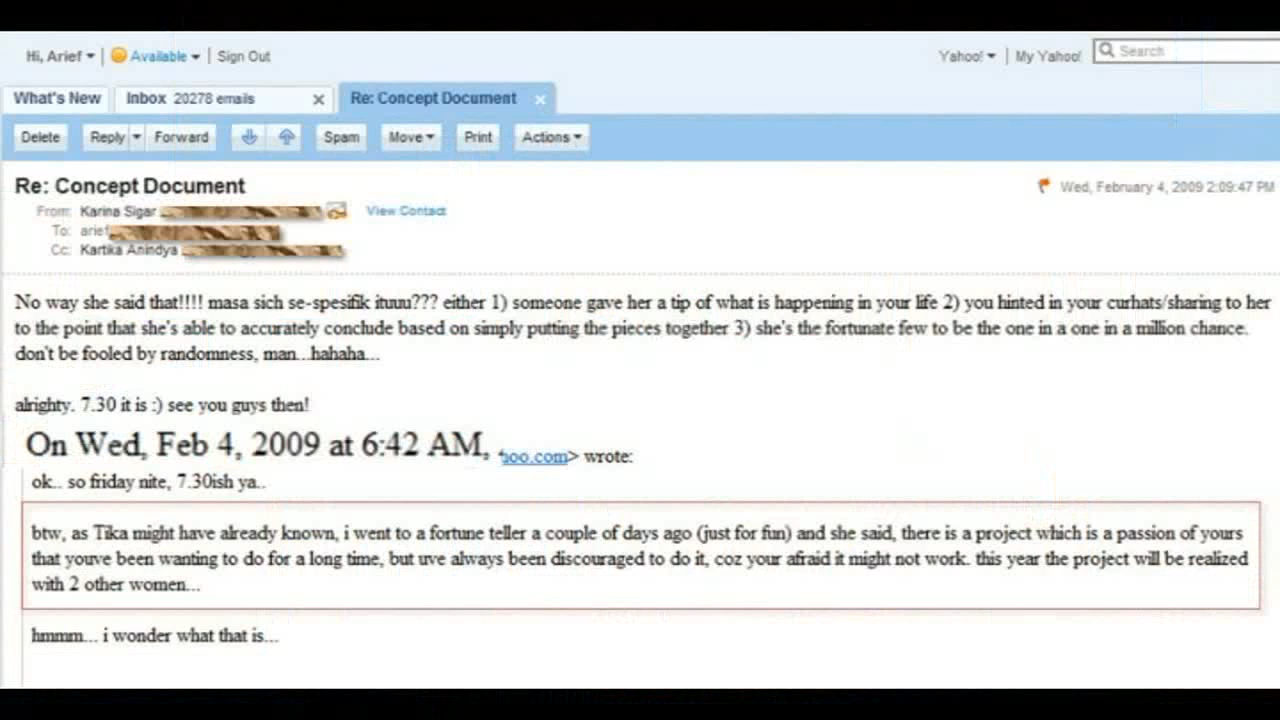 Hi, Arief Available Sign Out Yahoo! My Yahoo! Search
What's New Inbox 20278 emails Re: Concept Document
Delete Reply Forward Spam Move Print Actions
Re: Concept Document Wed, February 4, 2009 2:09:47 PM
From: Karina Sigar View Contact
To: arief
Cc: Kartika Anindya
No way she said that!!!! masa sich se-spesifik ituuu??? either 1) someone gave her a tip of what is happening in your life 2) you hinted in your curhats/sharing to her
to the point that she's able to accurately conclude based on simply putting the pieces together 3) she's the fortunate few to be the one in a one in a million chance.
don't be fooled by randomness, man...hahaha...
alrighty. 7.30 it is :) see you guys then!
On Wed, Feb 4, 2009 at 6:42 AM, hoo.com> wrote:
ok.. so friday nite, 7.30ish ya..
btw, as Tika might have already known, i went to a fortune teller a couple of days ago (just for fun) and she said, there is a project which is a passion of yours
that youve been wanting to do for a long time, but uve always been discouraged to do it, coz your afraid it might not work. this year the project will be realized
with 2 other women...
hmmm... i wonder what that is...